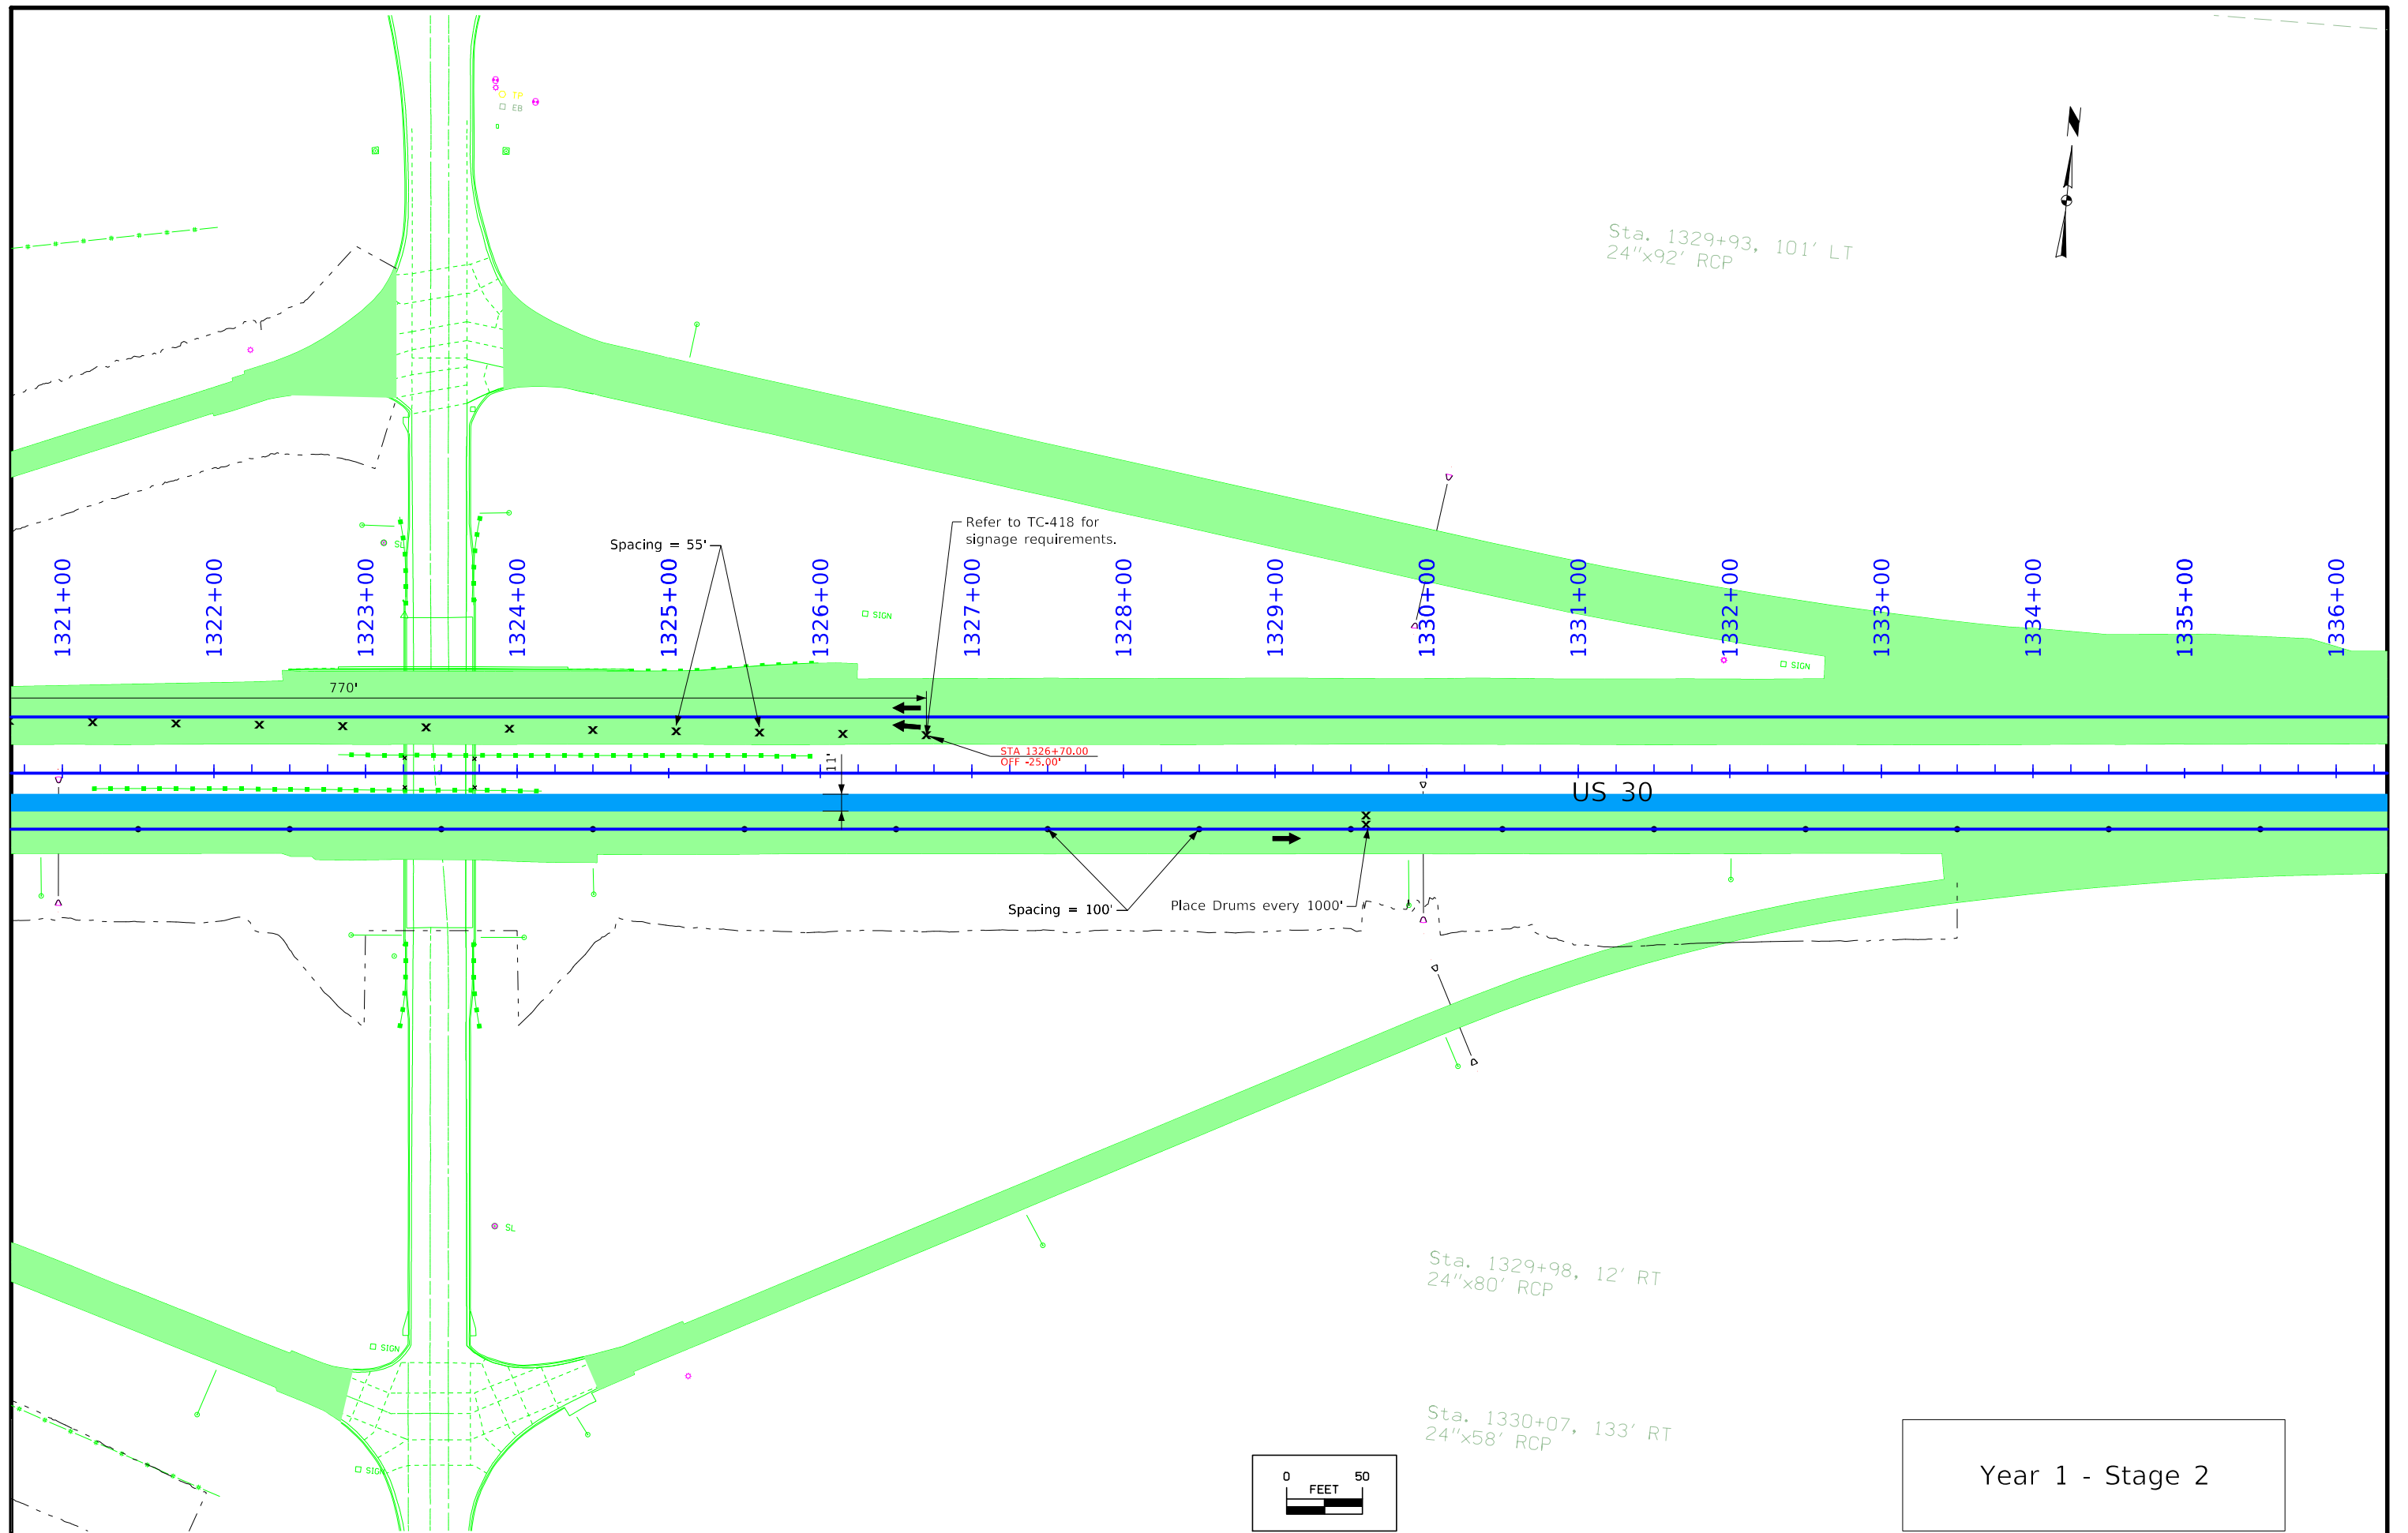 N
TP
EB
Sta. 1329+93, 101' LT
24"x92' RCP
Refer to TC-418 for
signage requirements.
Spacing = 55'
SL
1321+00
1322+00
1323+00
1324+00
1325+00
1326+00
1327+00
1328+00
1329+00
1330+00
1331+00
1332+00
1333+00
1334+00
1335+00
1336+00
SIGN
SIGN
770'
STA 1326+70.00
OFF -25.00'
11'
US 30
Spacing = 100'
Place Drums every 1000'
SL
Sta. 1329+98, 12' RT
24"x80' RCP
SIGN
Sta. 1330+07, 133' RT
24"x58' RCP
SIGN
0 50
FEET
Year 1 - Stage 2